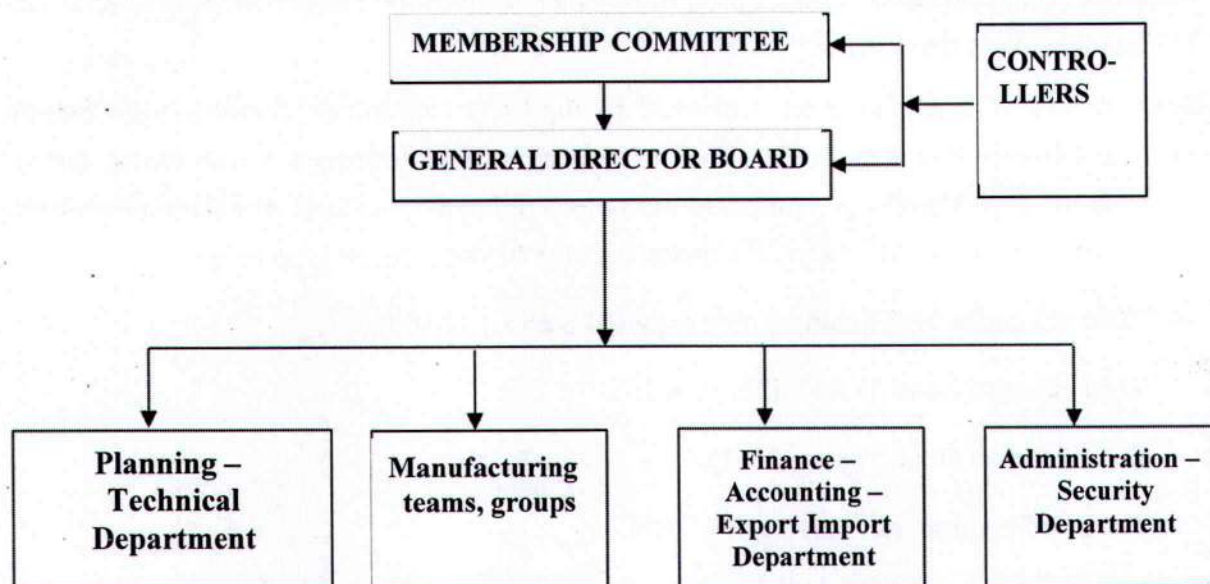 MEMBERSHIP COMMITTEE
CONTRO-
LLERS
GENERAL DIRECTOR BOARD
Planning –
Technical
Department
Manufacturing
teams, groups
Finance –
Accounting –
Export Import
Department
Administration –
Security
Department